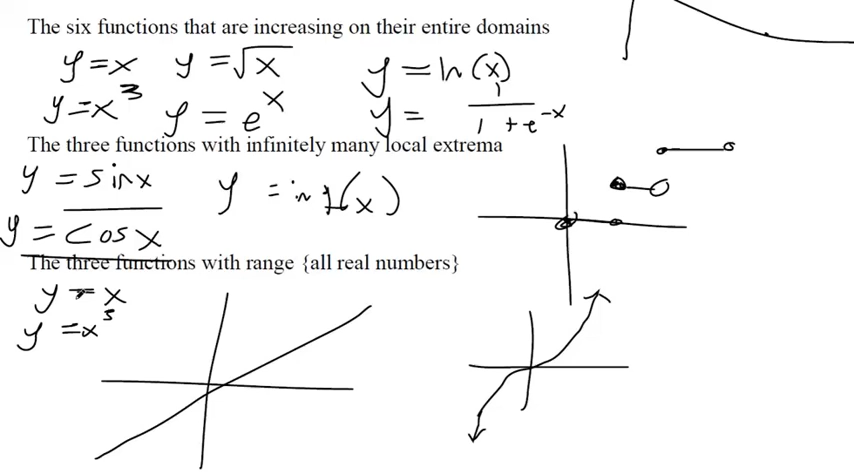 The six functions that are increasing on their entire domains
y = x y = √x y = ln(x)
y = x³ y = eˣ y = 1/(1 + e⁻ˣ)
The three functions with infinitely many local extrema
y = sin x y = int(x)
y = cos x
The three functions with range {all real numbers}
y = x
y = x³